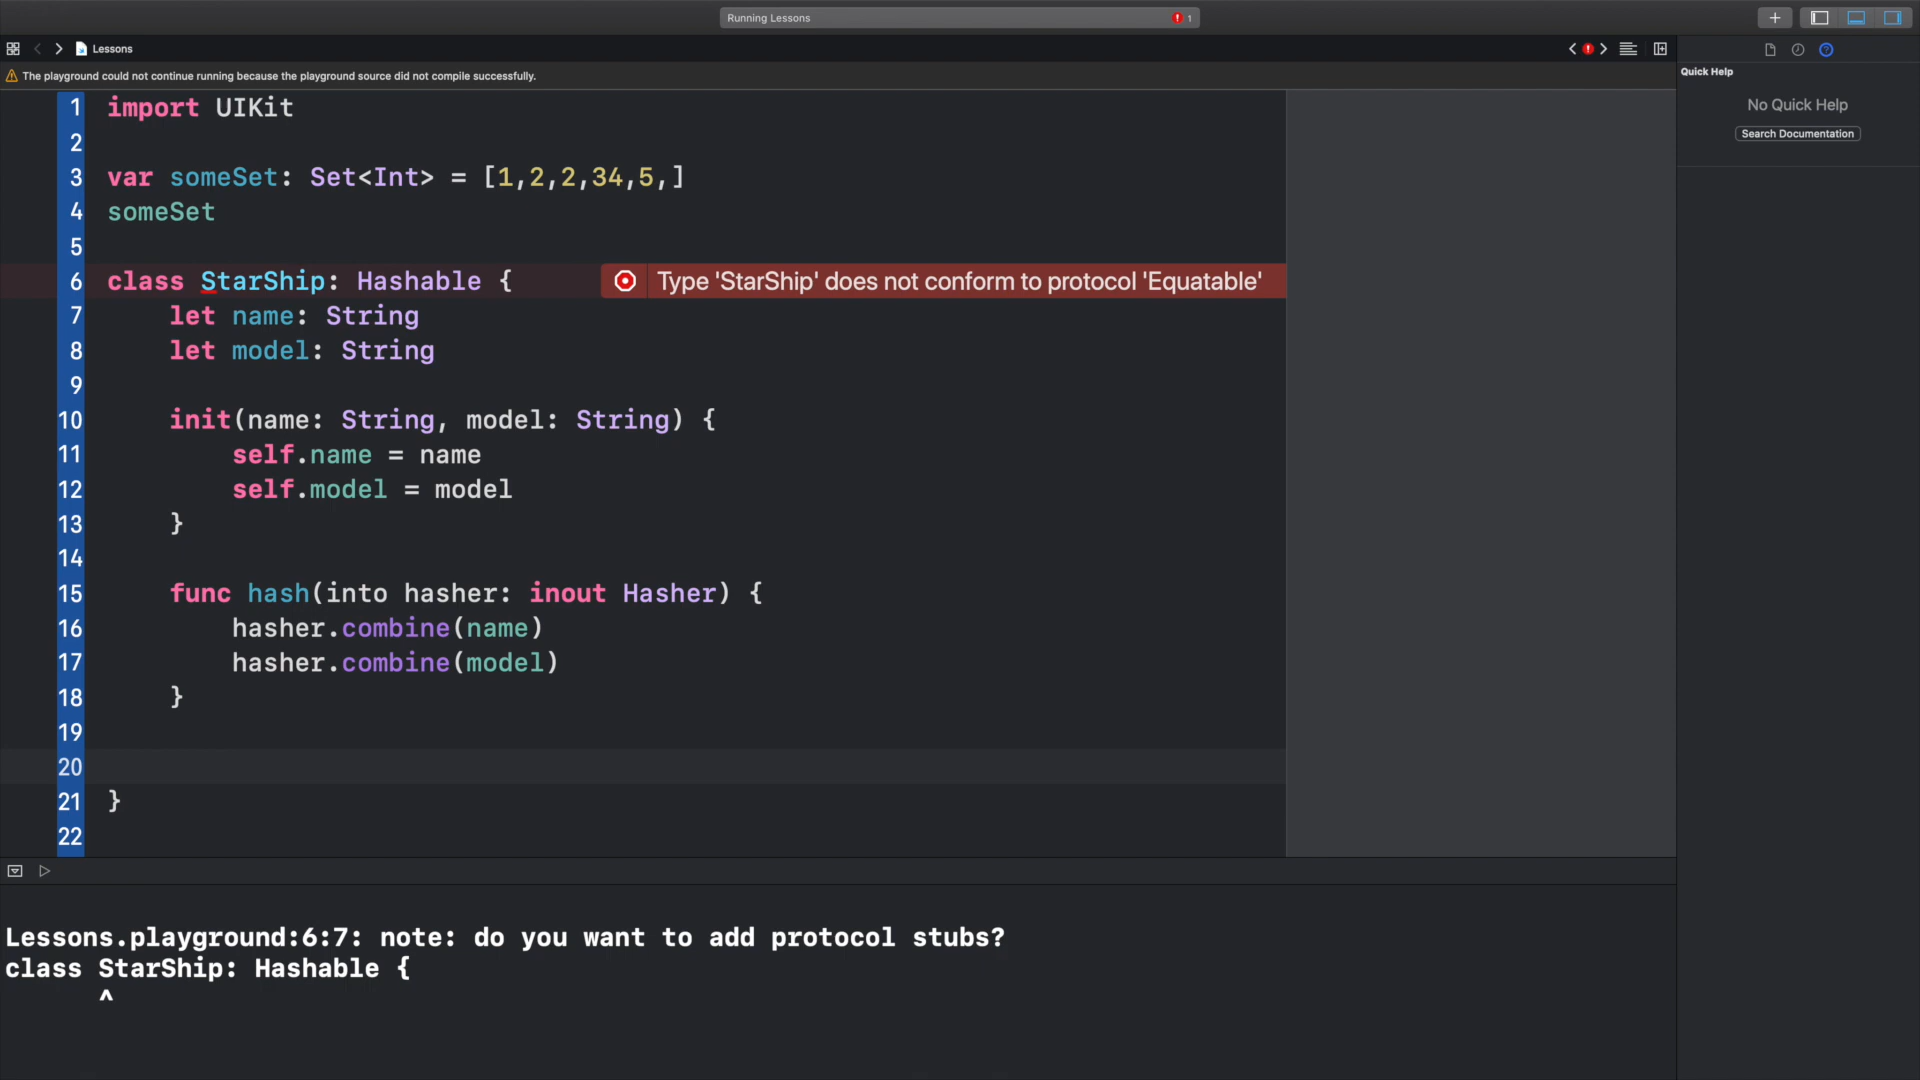 Running Lessons
1
Lessons
The playground could not continue running because the playground source did not compile successfully.
Quick Help
No Quick Help
Search Documentation
1 import UIKit
2
3 var someSet: Set<Int> = [1,2,2,34,5,]
4 someSet
5
6 class StarShip: Hashable { Type 'StarShip' does not conform to protocol 'Equatable'
7 let name: String
8 let model: String
9
10 init(name: String, model: String) {
11 self.name = name
12 self.model = model
13 }
14
15 func hash(into hasher: inout Hasher) {
16 hasher.combine(name)
17 hasher.combine(model)
18 }
19
20
21 }
22
Lessons.playground:6:7: note: do you want to add protocol stubs?
class StarShip: Hashable {
^